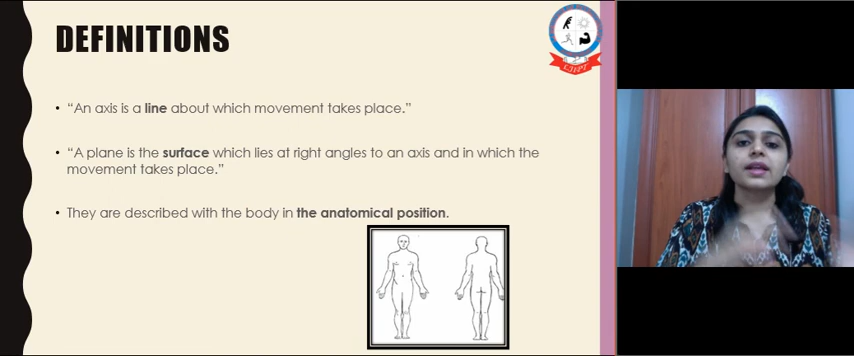 DEFINITIONS
• “An axis is a line about which movement takes place.”
• “A plane is the surface which lies at right angles to an axis and in which the
movement takes place.”
• They are described with the body in the anatomical position.